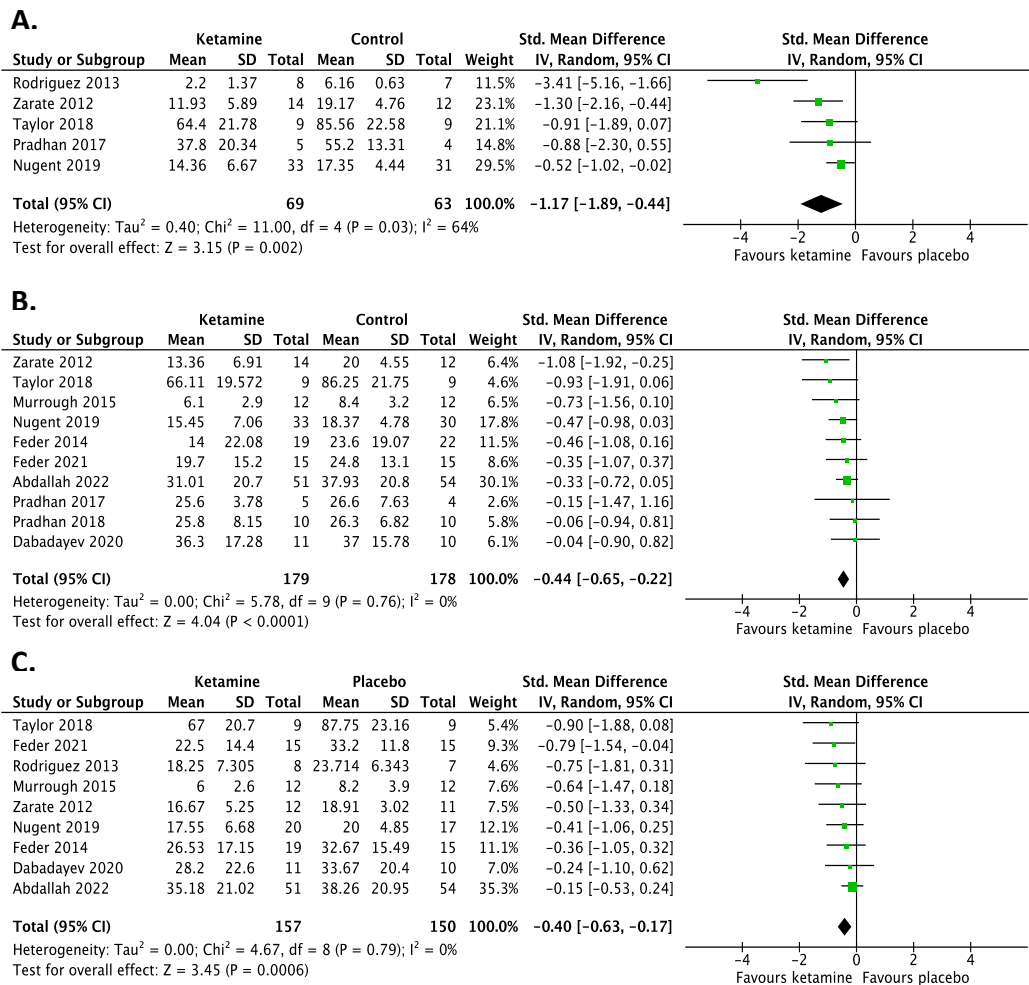 A.
Ketamine Control Std. Mean Difference Std. Mean Difference
Study or Subgroup Mean SD Total Mean SD Total Weight IV, Random, 95% CI IV, Random, 95% CI
Rodriguez 2013 2.2 1.37 8 6.16 0.63 7 11.5% −3.41 [−5.16, −1.66]
Zarate 2012 11.93 5.89 14 19.17 4.76 12 23.1% −1.30 [−2.16, −0.44]
Taylor 2018 64.4 21.78 9 85.56 22.58 9 21.1% −0.91 [−1.89, 0.07]
Pradhan 2017 37.8 20.34 5 55.2 13.31 4 14.8% −0.88 [−2.30, 0.55]
Nugent 2019 14.36 6.67 33 17.35 4.44 31 29.5% −0.52 [−1.02, −0.02]
Total (95% CI) 69 63 100.0% −1.17 [−1.89, −0.44]
Heterogeneity: Tau² = 0.40; Chi² = 11.00, df = 4 (P = 0.03); I² = 64%
Test for overall effect: Z = 3.15 (P = 0.002)
−4 −2 0 2 4
Favours ketamine Favours placebo
B.
Ketamine Control Std. Mean Difference Std. Mean Difference
Study or Subgroup Mean SD Total Mean SD Total Weight IV, Random, 95% CI IV, Random, 95% CI
Zarate 2012 13.36 6.91 14 20 4.55 12 6.4% −1.08 [−1.92, −0.25]
Taylor 2018 66.11 19.572 9 86.25 21.75 9 4.6% −0.93 [−1.91, 0.06]
Murrough 2015 6.1 2.9 12 8.4 3.2 12 6.5% −0.73 [−1.56, 0.10]
Nugent 2019 15.45 7.06 33 18.37 4.78 30 17.8% −0.47 [−0.98, 0.03]
Feder 2014 14 22.08 19 23.6 19.07 22 11.5% −0.46 [−1.08, 0.16]
Feder 2021 19.7 15.2 15 24.8 13.1 15 8.6% −0.35 [−1.07, 0.37]
Abdallah 2022 31.01 20.7 51 37.93 20.8 54 30.1% −0.33 [−0.72, 0.05]
Pradhan 2017 25.6 3.78 5 26.6 7.63 4 2.6% −0.15 [−1.47, 1.16]
Pradhan 2018 25.8 8.15 10 26.3 6.82 10 5.8% −0.06 [−0.94, 0.81]
Dabadayev 2020 36.3 17.28 11 37 15.78 10 6.1% −0.04 [−0.90, 0.82]
Total (95% CI) 179 178 100.0% −0.44 [−0.65, −0.22]
Heterogeneity: Tau² = 0.00; Chi² = 5.78, df = 9 (P = 0.76); I² = 0%
Test for overall effect: Z = 4.04 (P < 0.0001)
−4 −2 0 2 4
Favours ketamine Favours placebo
C.
Ketamine Placebo Std. Mean Difference Std. Mean Difference
Study or Subgroup Mean SD Total Mean SD Total Weight IV, Random, 95% CI IV, Random, 95% CI
Taylor 2018 67 20.7 9 87.75 23.16 9 5.4% −0.90 [−1.88, 0.08]
Feder 2021 22.5 14.4 15 33.2 11.8 15 9.3% −0.79 [−1.54, −0.04]
Rodriguez 2013 18.25 7.305 8 23.714 6.343 7 4.6% −0.75 [−1.81, 0.31]
Murrough 2015 6 2.6 12 8.2 3.9 12 7.6% −0.64 [−1.47, 0.18]
Zarate 2012 16.67 5.25 12 18.91 3.02 11 7.5% −0.50 [−1.33, 0.34]
Nugent 2019 17.55 6.68 20 20 4.85 17 12.1% −0.41 [−1.06, 0.25]
Feder 2014 26.53 17.15 19 32.67 15.49 15 11.1% −0.36 [−1.05, 0.32]
Dabadayev 2020 28.2 22.6 11 33.67 20.4 10 7.0% −0.24 [−1.10, 0.62]
Abdallah 2022 35.18 21.02 51 38.26 20.95 54 35.3% −0.15 [−0.53, 0.24]
Total (95% CI) 157 150 100.0% −0.40 [−0.63, −0.17]
Heterogeneity: Tau² = 0.00; Chi² = 4.67, df = 8 (P = 0.79); I² = 0%
Test for overall effect: Z = 3.45 (P = 0.0006)
−4 −2 0 2 4
Favours ketamine Favours placebo